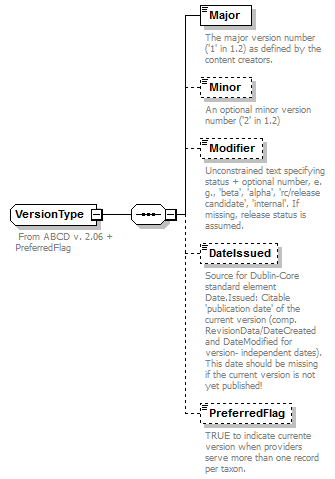 Major
The major version number
('1' in 1.2) as defined by the
content creators.
Minor
An optional minor version
number ('2' in 1.2)
Modifier
Unconstrained text specifying
status + optional number, e.
g., 'beta', 'alpha', 'rc/release
candidate', 'internal'. If
missing, release status is
assumed.
VersionType
From ABCD v. 2.06 +
PreferredFlag
DateIssued
Source for Dublin-Core
standard element
Date.Issued: Citable
'publication date' of the
current version (comp.
RevisionData/DateCreated
and DateModified for
version- independent dates).
This date should be missing
if the current version is not
yet published!
PreferredFlag
TRUE to indicate currente
version when providers
serve more than one record
per taxon.